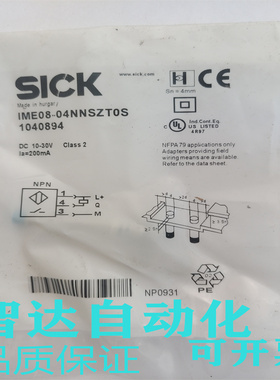 SICK
www.sick.com
Made in Hungary
Sn = 4mm
IME08-04NNSZT0S
1040894
Ind. Cont. Eq.
US LISTED
4R87
DC 10-30V Class 2
Ia=200mA
NFPA 79 applications only
Adapters providing field
wiring means are available.
Refer to the data sheet.
NPN
1
L+
4
3
M
NP0931
PE
智达自动化
品质保证
可开票